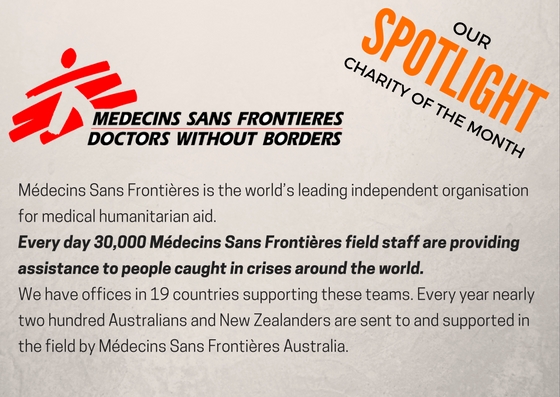 OUR
SPOTLIGHT
CHARITY OF THE MONTH
MEDECINS SANS FRONTIERES
DOCTORS WITHOUT BORDERS
Médecins Sans Frontières is the world's leading independent organisation
for medical humanitarian aid.
Every day 30,000 Médecins Sans Frontières field staff are providing
assistance to people caught in crises around the world.
We have offices in 19 countries supporting these teams. Every year nearly
two hundred Australians and New Zealanders are sent to and supported in
the field by Médecins Sans Frontières Australia.